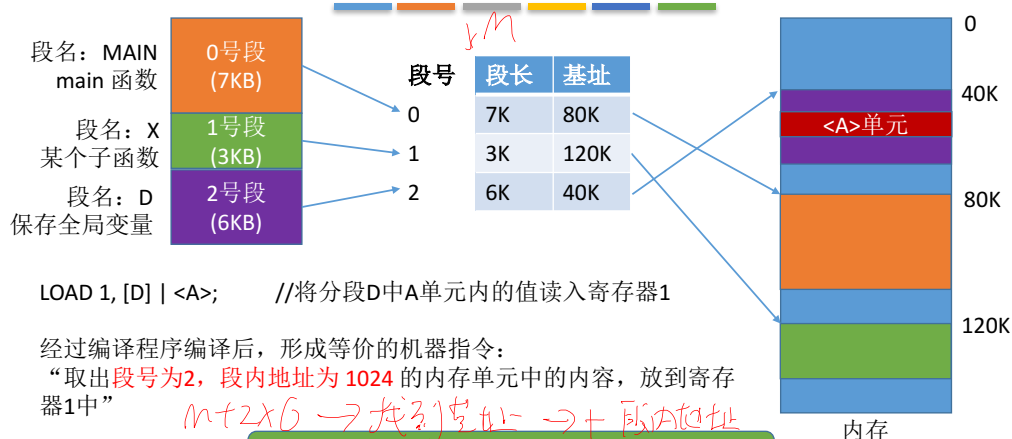 M
段名：MAIN
main 函数
0号段
(7KB)
段名：X
某个子函数
1号段
(3KB)
段名：D
保存全局变量
2号段
(6KB)
段号 段长 基址
0 7K 80K
1 3K 120K
2 6K 40K
0
40K
<A>单元
80K
120K
内存
LOAD 1, [D] | <A>; //将分段D中A单元内的值读入寄存器1
经过编译程序编译后，形成等价的机器指令：
“取出段号为2，段内地址为 1024 的内存单元中的内容，放到寄存
器1中”
M+2×6 → 找到基址 → + 段内地址